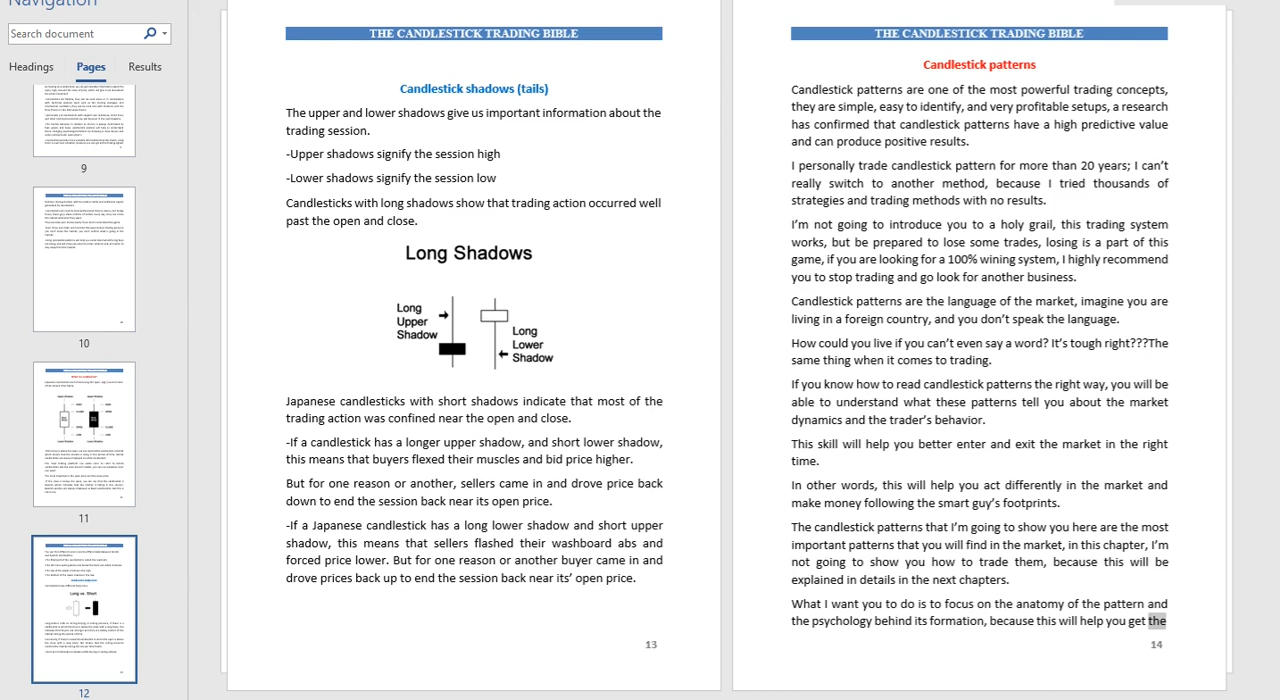 Navigation
Search document
Headings
Pages
Results
9
10
11
12
THE CANDLESTICK TRADING BIBLE
Candlestick shadows (tails)
The upper and lower shadows give us important information about the
trading session.
-Upper shadows signify the session high
-Lower shadows signify the session low
Candlesticks with long shadows show that trading action occurred well
past the open and close.
Long Shadows
Long
Upper
Shadow
Long
Lower
Shadow
Japanese candlesticks with short shadows indicate that most of the
trading action was confined near the open and close.
-If a candlestick has a longer upper shadow, and short lower shadow,
this means that buyers flexed their muscles and bid price higher.
But for one reason or another, sellers came in and drove price back
down to end the session back near its open price.
-If a Japanese candlestick has a long lower shadow and short upper
shadow, this means that sellers flashed their washboard abs and
forced price lower. But for one reason or another buyer came in and
drove prices back up to end the session back near its’ open price.
13
THE CANDLESTICK TRADING BIBLE
Candlestick patterns
Candlestick patterns are one of the most powerful trading concepts,
they are simple, easy to identify, and very profitable setups, a research
has confirmed that candlestick patterns have a high predictive value
and can produce positive results.
I personally trade candlestick pattern for more than 20 years; I can’t
really switch to another method, because I tried thousands of
strategies and trading methods with no results.
I’m not going to introduce you to a holy grail, this trading system
works, but be prepared to lose some trades, losing is a part of this
game, if you are looking for a 100% wining system, I highly recommend
you to stop trading and go look for another business.
Candlestick patterns are the language of the market, imagine you are
living in a foreign country, and you don’t speak the language.
How could you live if you can’t even say a word? It’s tough right???The
same thing when it comes to trading.
If you know how to read candlestick patterns the right way, you will be
able to understand what these patterns tell you about the market
dynamics and the trader’s behavior.
This skill will help you better enter and exit the market in the right
time.
In other words, this will help you act differently in the market and
make money following the smart guy’s footprints.
The candlestick patterns that I’m going to show you here are the most
important patterns that you will find in the market, in this chapter, I’m
not going to show you how to trade them, because this will be
explained in details in the next chapters.
What I want you to do is to focus on the anatomy of the pattern and
the psychology behind its formation, because this will help you get the
14